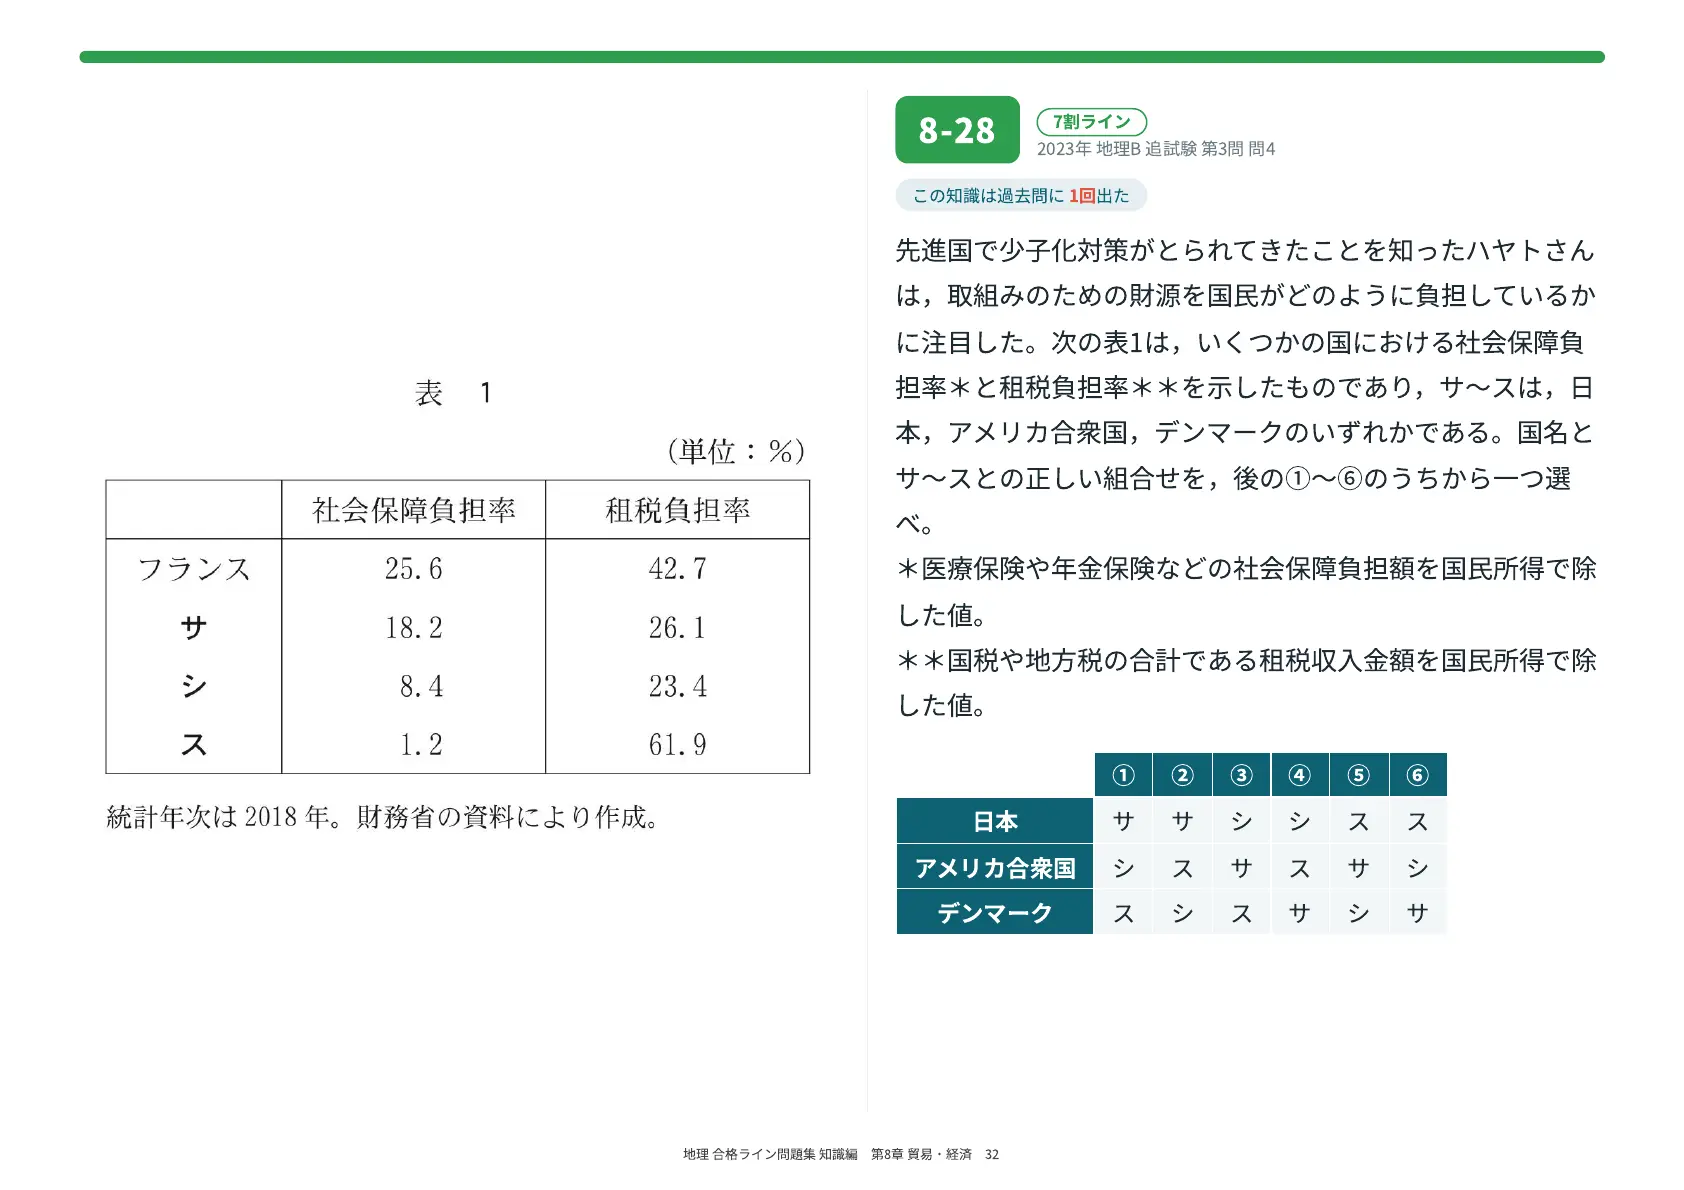 表 1
（単位：％）
社会保障負担率 租税負担率
フランス 25.6 42.7
サ 18.2 26.1
シ 8.4 23.4
ス 1.2 61.9
統計年次は 2018 年。財務省の資料により作成。
8-28
7割ライン
2023年 地理B 追試験 第3問 問4
この知識は過去問に 1回出た
先進国で少子化対策がとられてきたことを知ったハヤトさん
は，取組みのための財源を国民がどのように負担しているか
に注目した。次の表1は，いくつかの国における社会保障負
担率＊と租税負担率＊＊を示したものであり，サ～スは，日
本，アメリカ合衆国，デンマークのいずれかである。国名と
サ～スとの正しい組合せを，後の①～⑥のうちから一つ選
べ。
＊医療保険や年金保険などの社会保障負担額を国民所得で除
した値。
＊＊国税や地方税の合計である租税収入金額を国民所得で除
した値。
① ② ③ ④ ⑤ ⑥
日本 サ サ シ シ ス ス
アメリカ合衆国 シ ス サ ス サ シ
デンマーク ス シ ス サ シ サ
地理 合格ライン問題集 知識編　第8章 貿易・経済　32